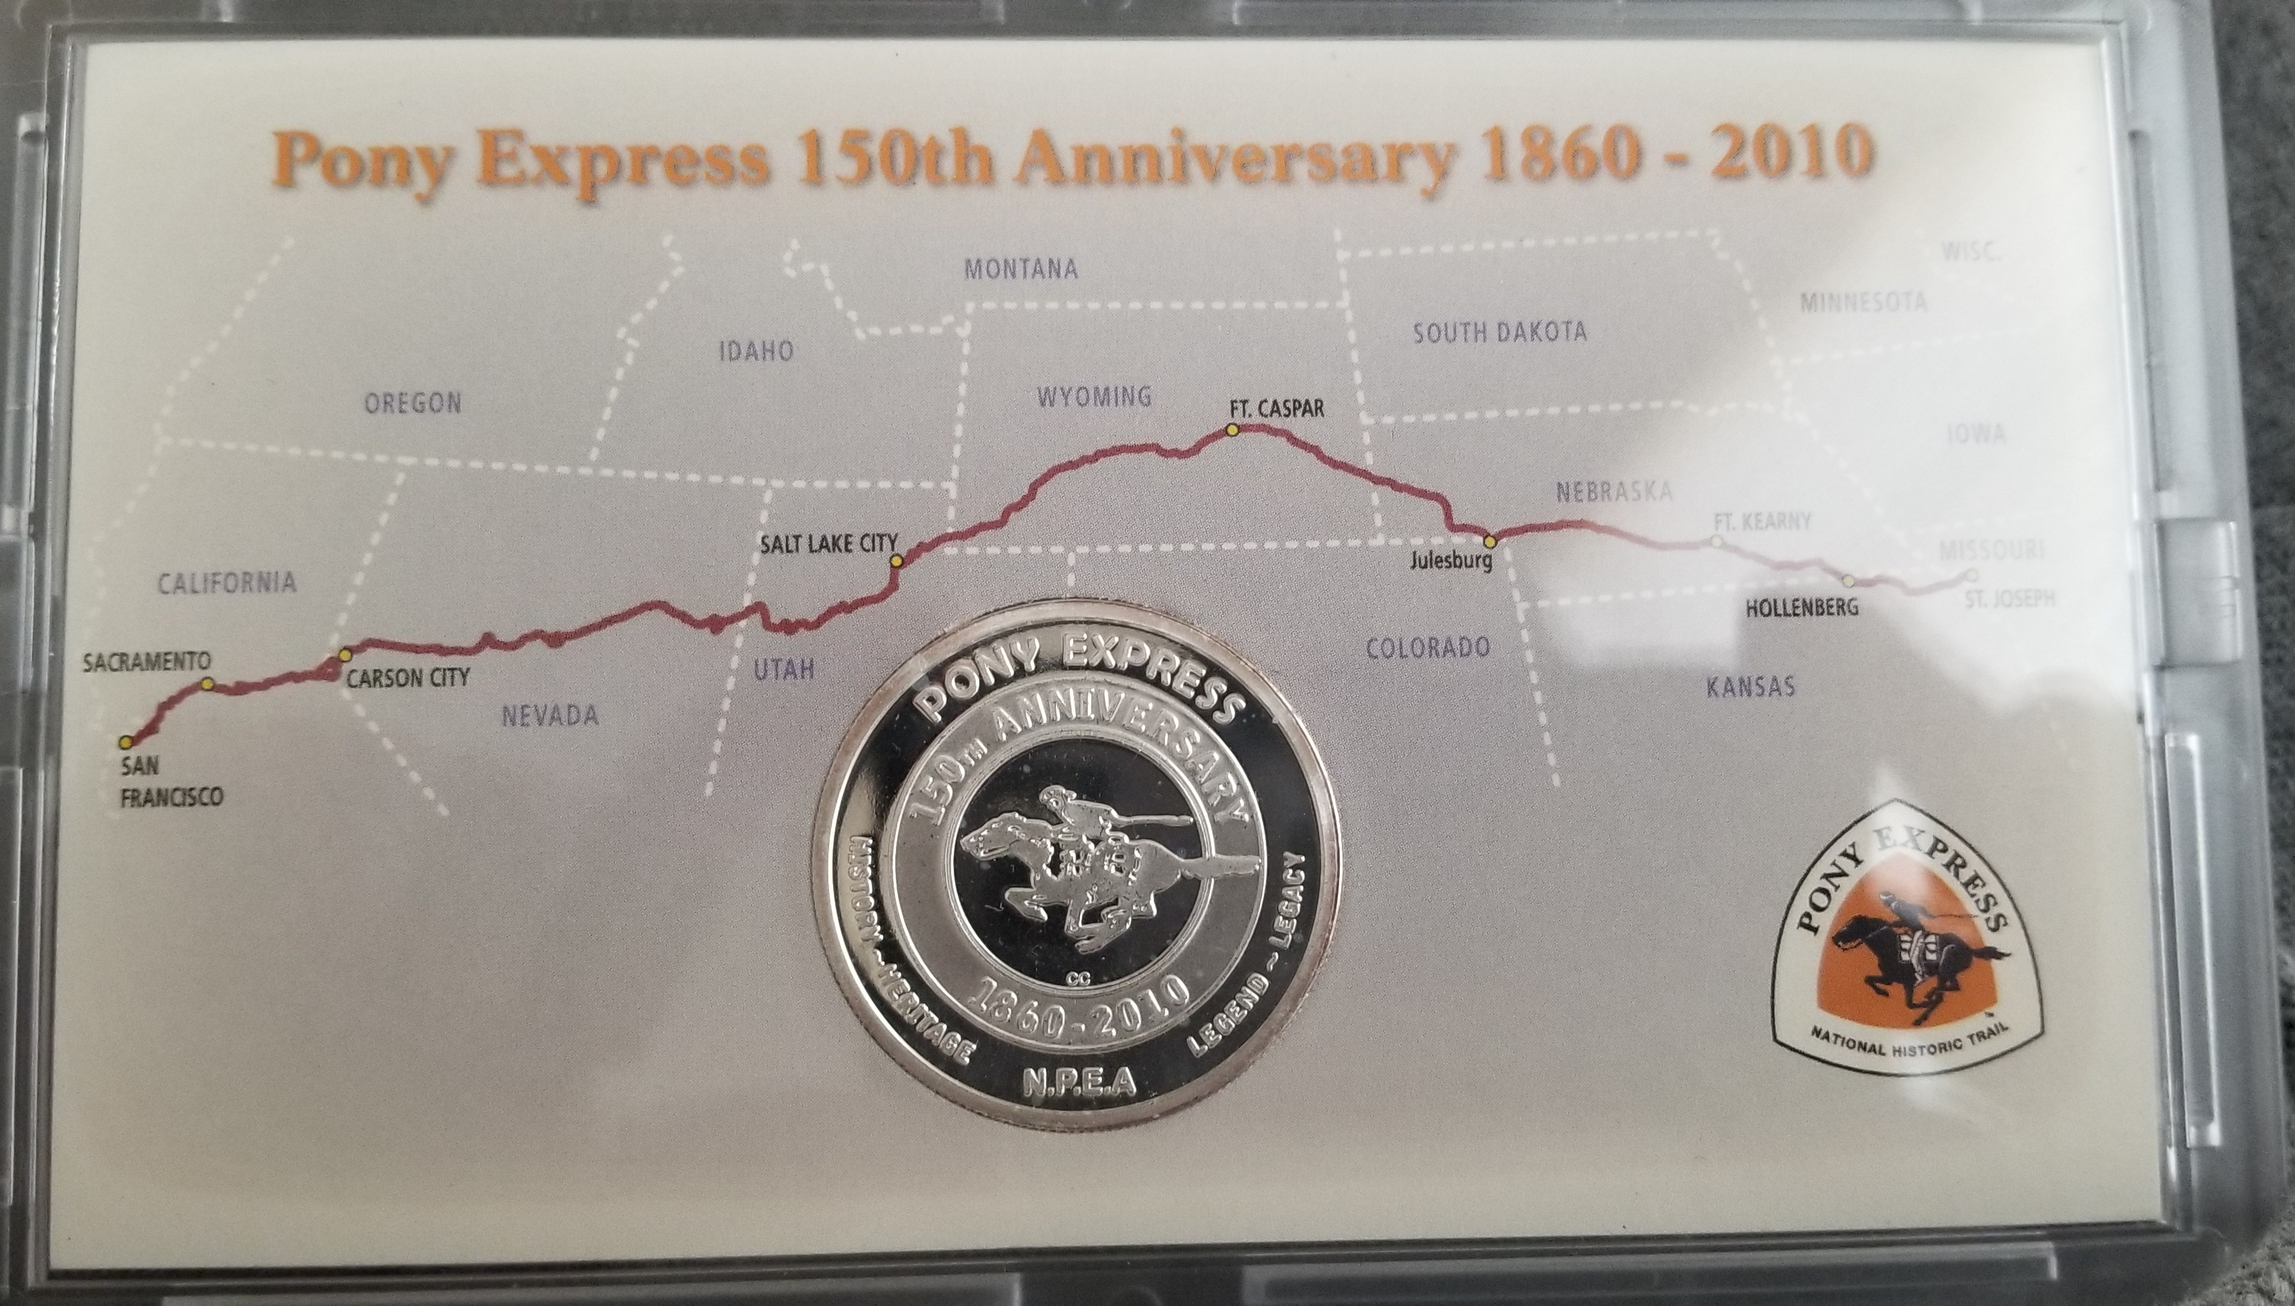 Pony Express 150th Anniversary 1860 - 2010
WISC.
MONTANA
MINNESOTA
SOUTH DAKOTA
IDAHO
OREGON
WYOMING
FT. CASPAR
IOWA
NEBRASKA
FT. KEARNY
SALT LAKE CITY
Julesburg
MISSOURI
CALIFORNIA
HOLLENBERG
ST. JOSEPH
SACRAMENTO
CARSON CITY
UTAH
COLORADO
KANSAS
NEVADA
SAN
FRANCISCO
PONY EXPRESS
150TH ANNIVERSARY
HISTORY ~ HERITAGE
LEGEND ~ LEGACY
CC
1860-2010
N.P.E.A
PONY EXPRESS
TM
NATIONAL HISTORIC TRAIL